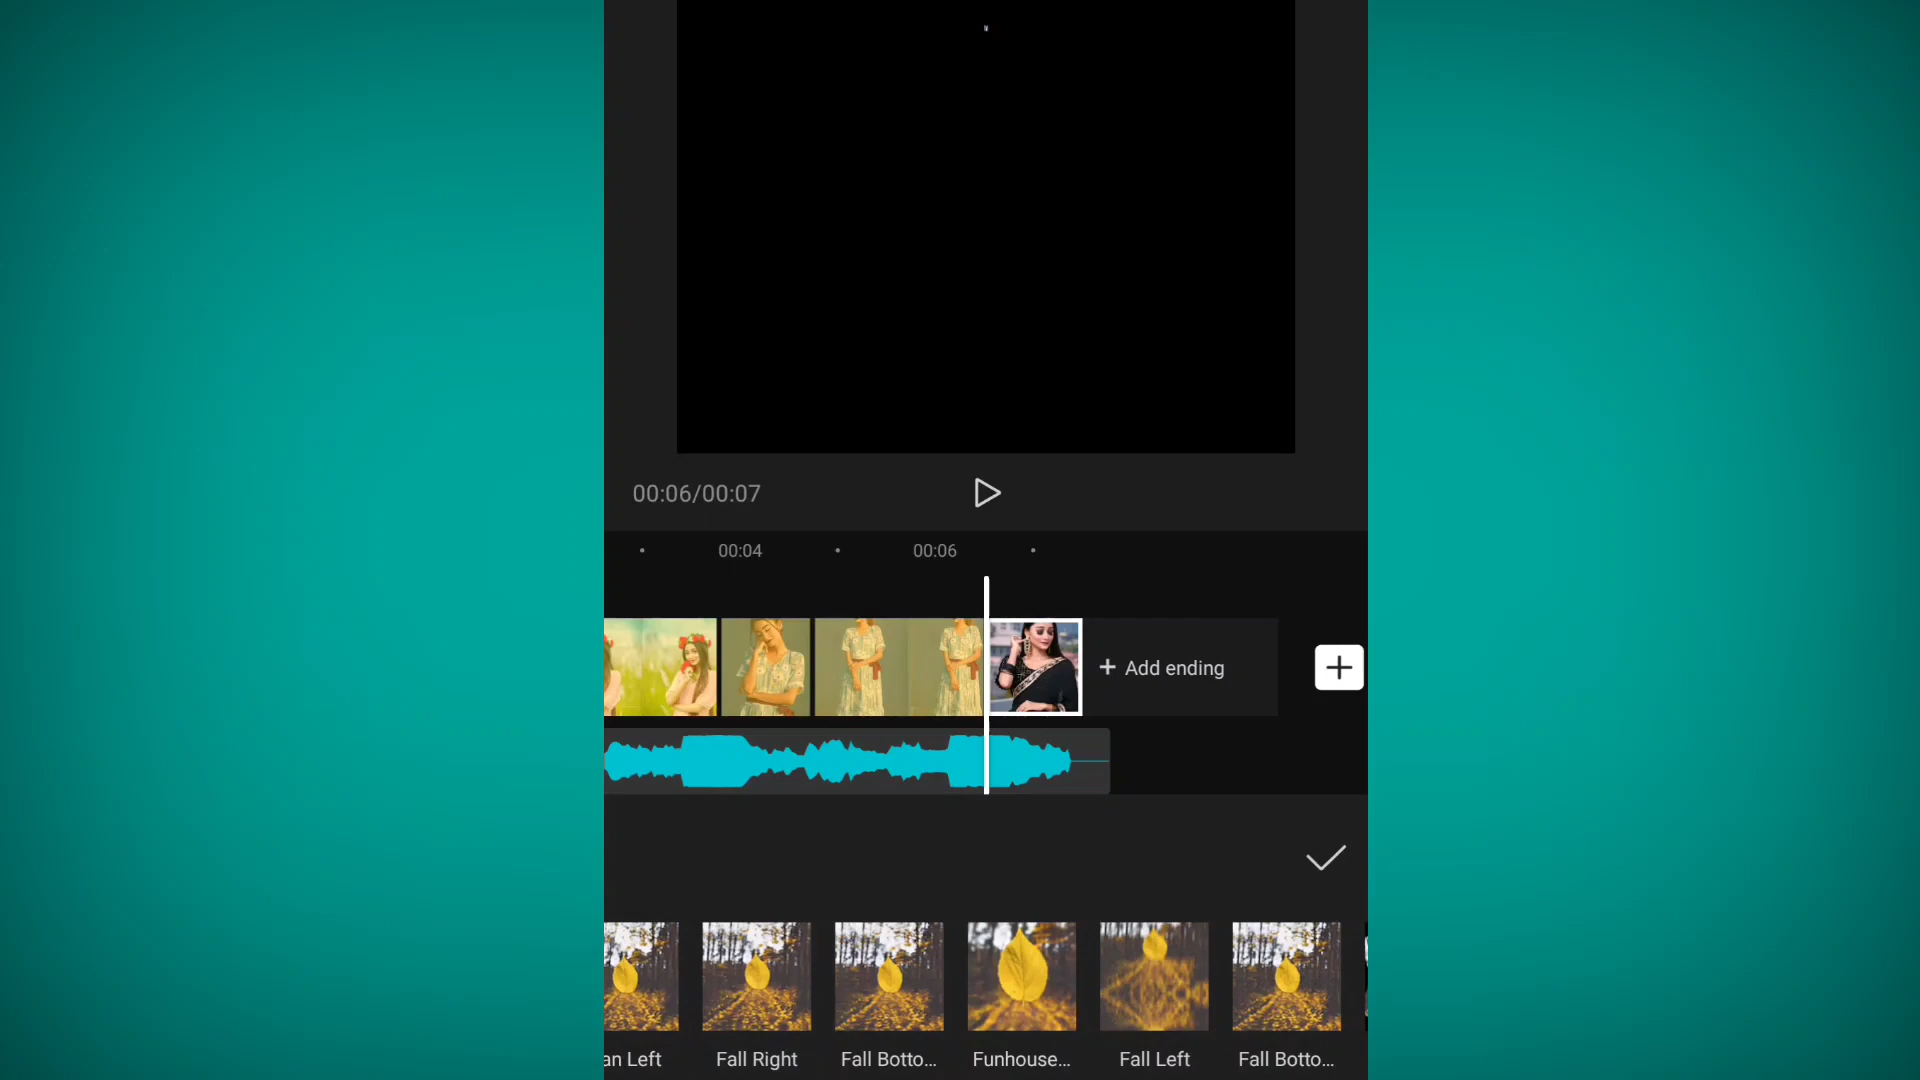 00:06/00:07
00:04
00:06
+ Add ending
an Left
Fall Right
Fall Botto...
Funhouse...
Fall Left
Fall Botto...